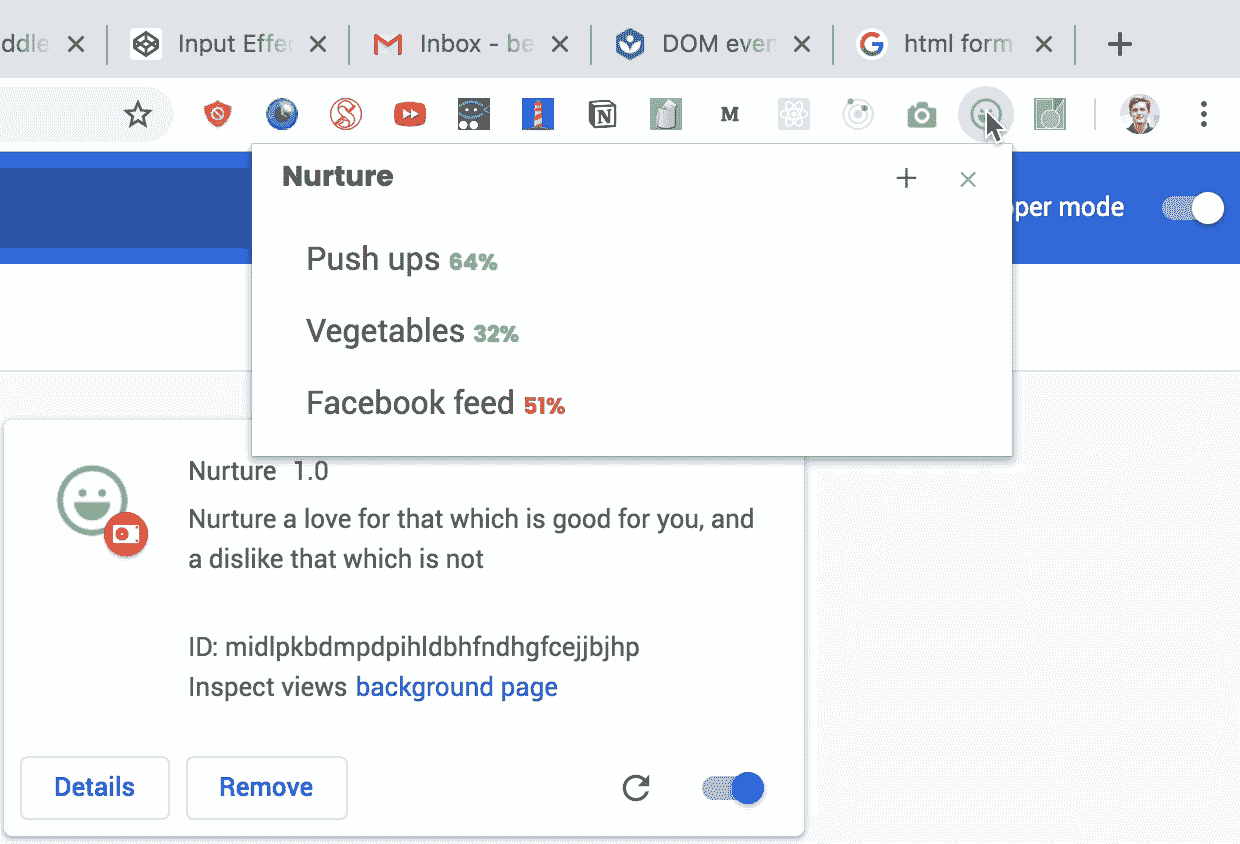 ddle
Input Effe
Inbox - be
DOM even
html form
N
M
Nurture
pper mode
Push ups 64%
Vegetables 32%
Facebook feed 51%
Nurture 1.0
Nurture a love for that which is good for you, and
a dislike that which is not
ID: midlpkbdmpdpihldbhfndhgfcejjbjhp
Inspect views background page
Details
Remove